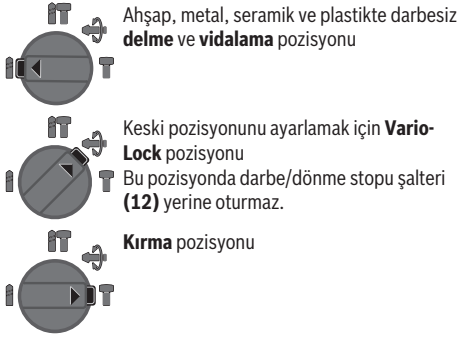 Ahşap, metal, seramik ve plastikte darbesiz
delme ve vidalama pozisyonu
Keski pozisyonunu ayarlamak için Vario-
Lock pozisyonu
Bu pozisyonda darbe/dönme stopu şalteri
(12) yerine oturmaz.
Kırma pozisyonu